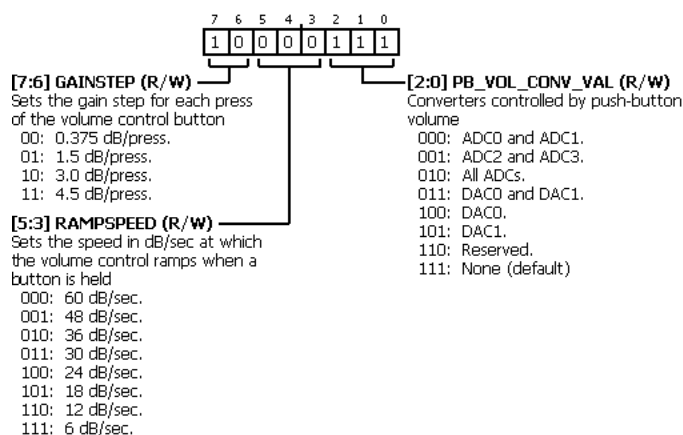 7 6 5 4 3 2 1 0
1 0 0 0 0 1 1 1
[7:6] GAINSTEP (R/W)
Sets the gain step for each press
of the volume control button
00: 0.375 dB/press.
01: 1.5 dB/press.
10: 3.0 dB/press.
11: 4.5 dB/press.
[5:3] RAMPSPEED (R/W)
Sets the speed in dB/sec at which
the volume control ramps when a
button is held
000: 60 dB/sec.
001: 48 dB/sec.
010: 36 dB/sec.
011: 30 dB/sec.
100: 24 dB/sec.
101: 18 dB/sec.
110: 12 dB/sec.
111: 6 dB/sec.
[2:0] PB_VOL_CONV_VAL (R/W)
Converters controlled by push-button
volume
000: ADC0 and ADC1.
001: ADC2 and ADC3.
010: All ADCs.
011: DAC0 and DAC1.
100: DAC0.
101: DAC1.
110: Reserved.
111: None (default)